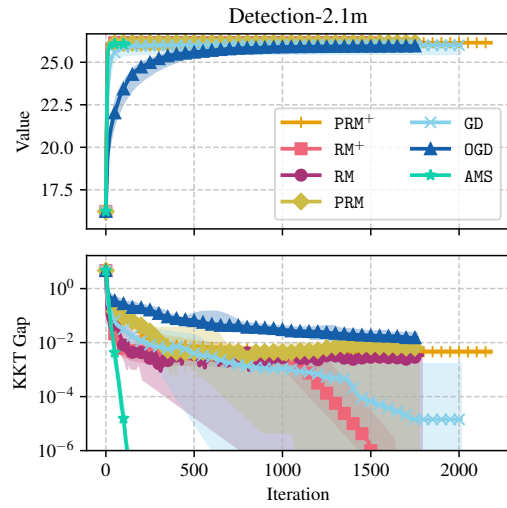 Detection-2.1m
Value
25.0
22.5
20.0
17.5
PRM+
RM+
RM
PRM
GD
OGD
AMS
KKT Gap
10^0
10^−2
10^−4
10^−6
0
500
1000
1500
2000
Iteration